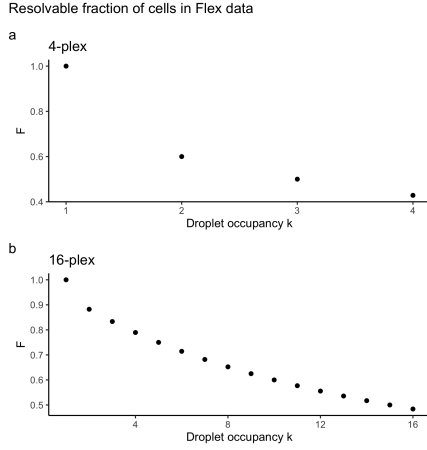 Resolvable fraction of cells in Flex data
a
4-plex
1.0
0.8
0.6
0.4
F
1 2 3 4
Droplet occupancy k
b
16-plex
1.0
0.9
0.8
0.7
0.6
0.5
F
4 8 12 16
Droplet occupancy k